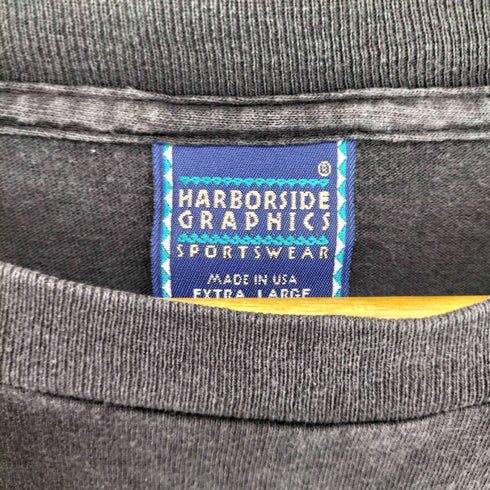 ®
HARBORSIDE
GRAPHICS
SPORTSWEAR
MADE IN USA
EXTRA LARGE